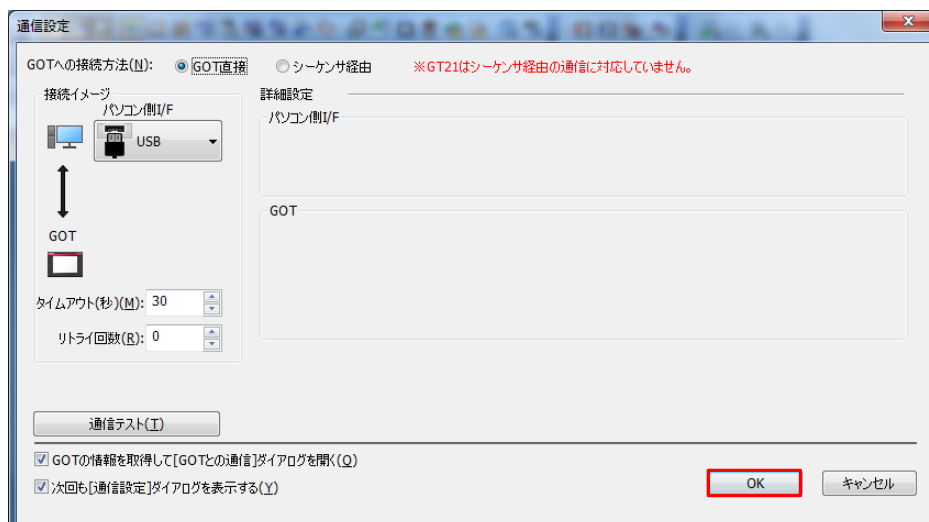 通信設定
GOTへの接続方法(N): GOT直接 シーケンサ経由 ※GT21はシーケンサ経由の通信に対応していません。
接続イメージ
パソコン側I/F
USB
GOT
タイムアウト(秒)(M): 30
リトライ回数(R): 0
詳細設定
パソコン側I/F
GOT
通信テスト(T)
GOTの情報を取得して[GOTとの通信]ダイアログを開く(O)
次回も[通信設定]ダイアログを表示する(Y)
OK キャンセル